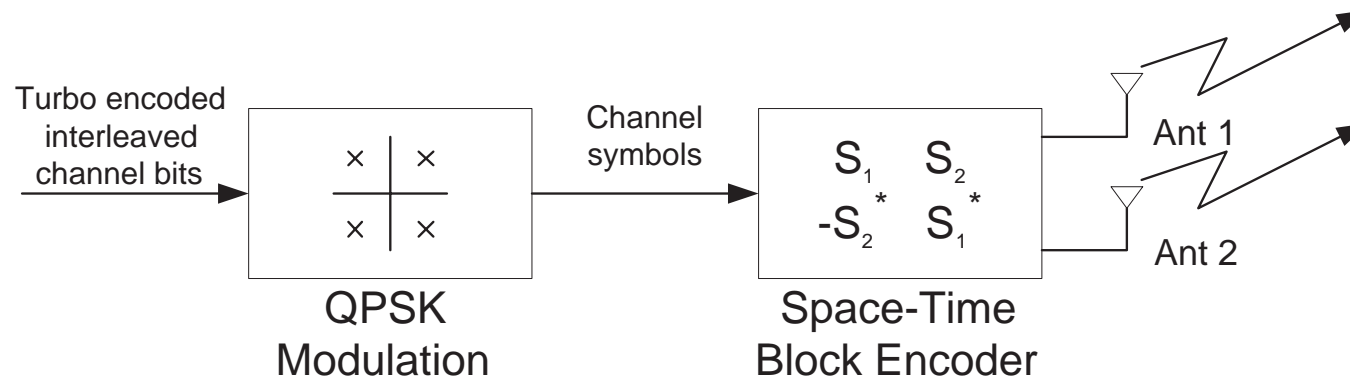 Turbo encoded
interleaved
channel bits
QPSK
Modulation
Channel
symbols
S₁ S₂
-S₂* S₁*
Space-Time
Block Encoder
Ant 1
Ant 2